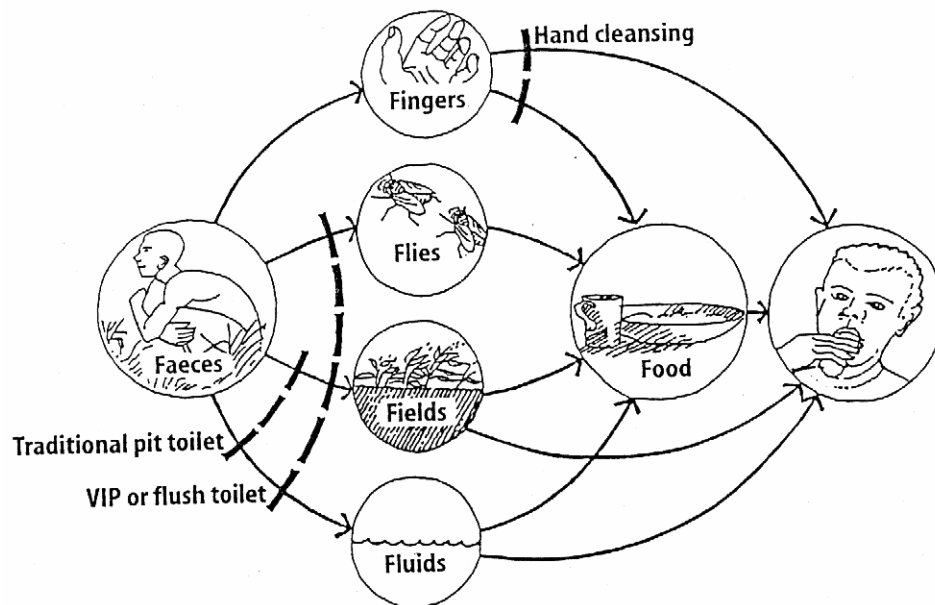 Hand cleansing
Fingers
Flies
Faeces
Food
Fields
Traditional pit toilet
VIP or flush toilet
Fluids